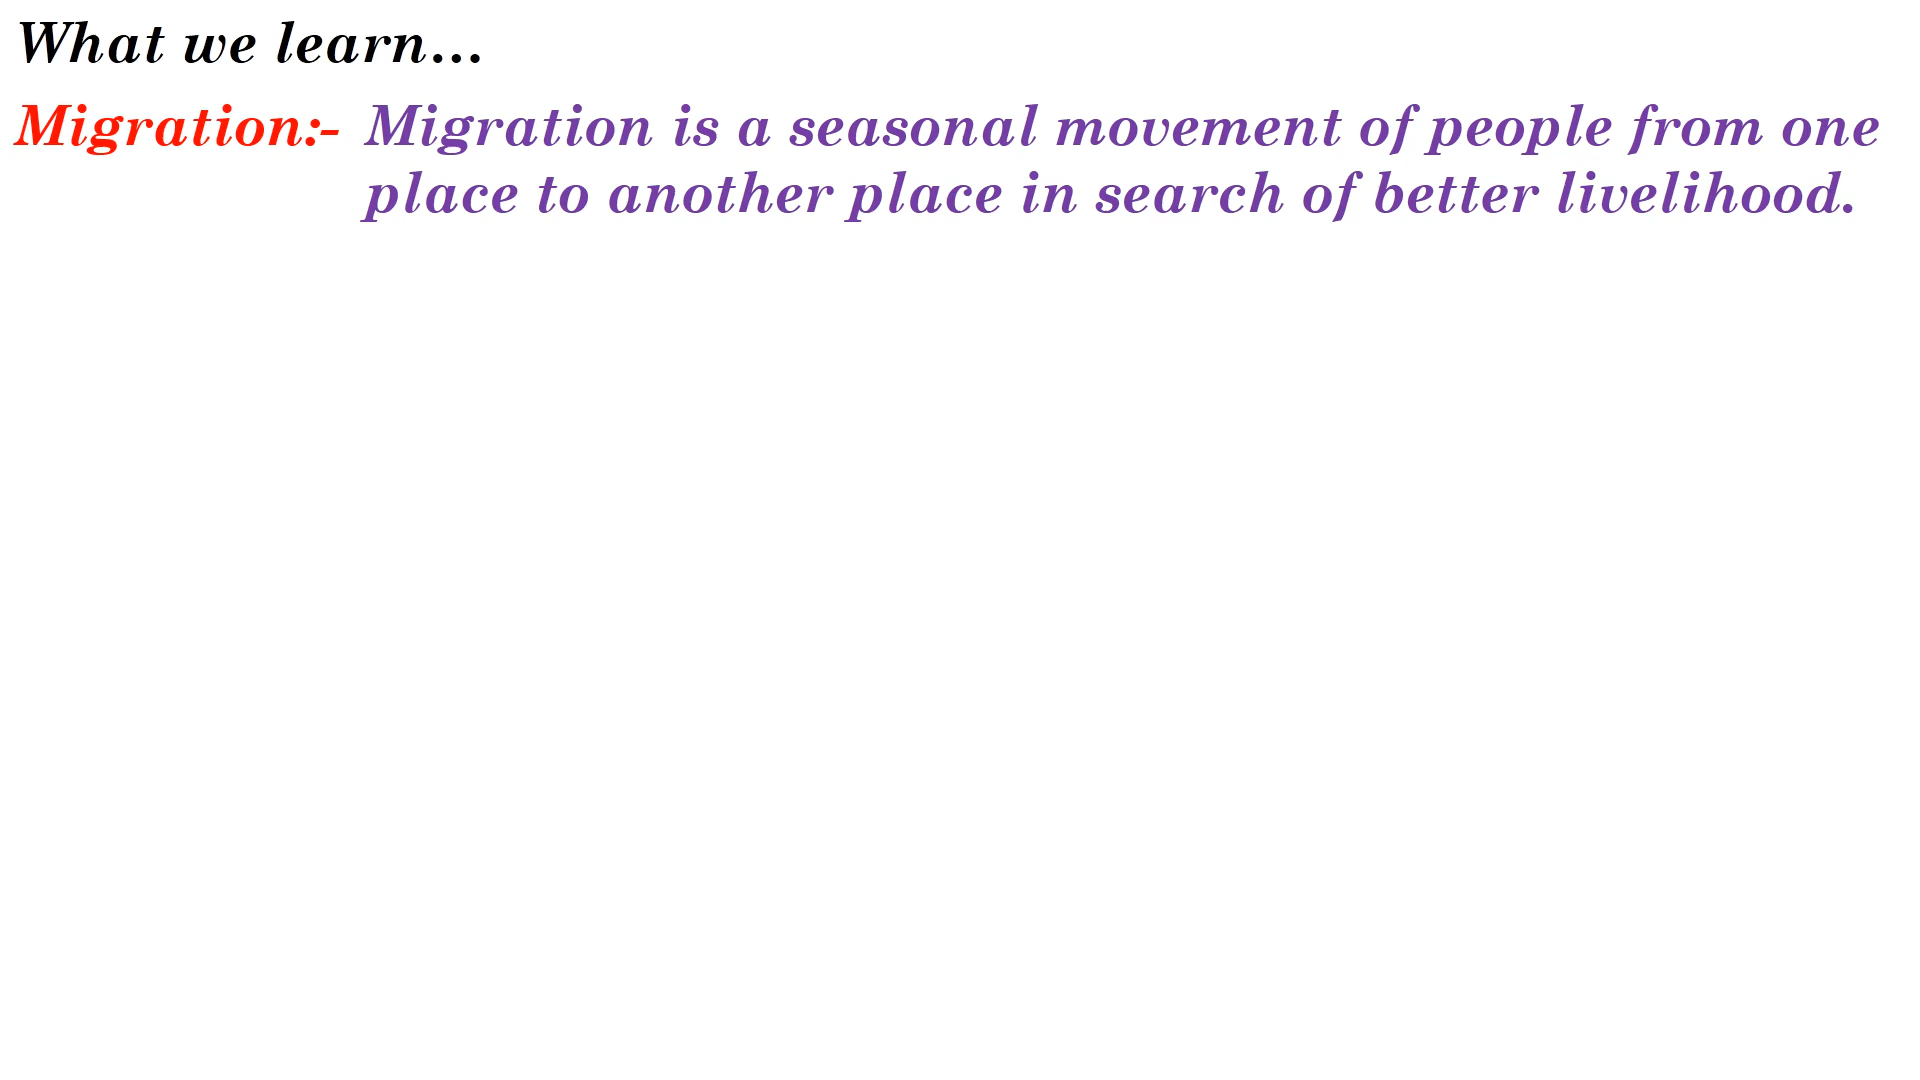 What we learn...
Migration:- Migration is a seasonal movement of people from one
place to another place in search of better livelihood.